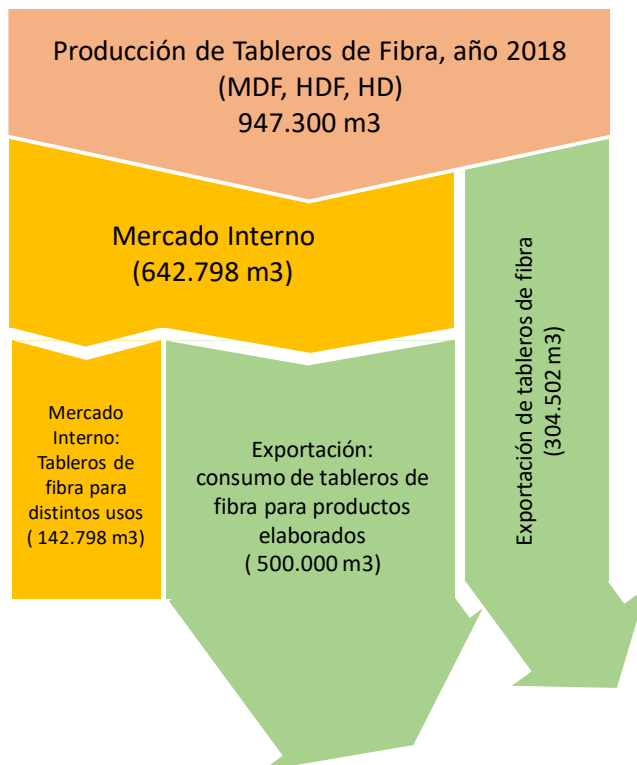 Producción de Tableros de Fibra, año 2018
(MDF, HDF, HD)
947.300 m3
Mercado Interno
(642.798 m3)
Exportación de tableros de fibra
(304.502 m3)
Mercado
Interno:
Tableros de
fibra para
distintos usos
( 142.798 m3)
Exportación:
consumo de tableros de
fibra para productos
elaborados
( 500.000 m3)